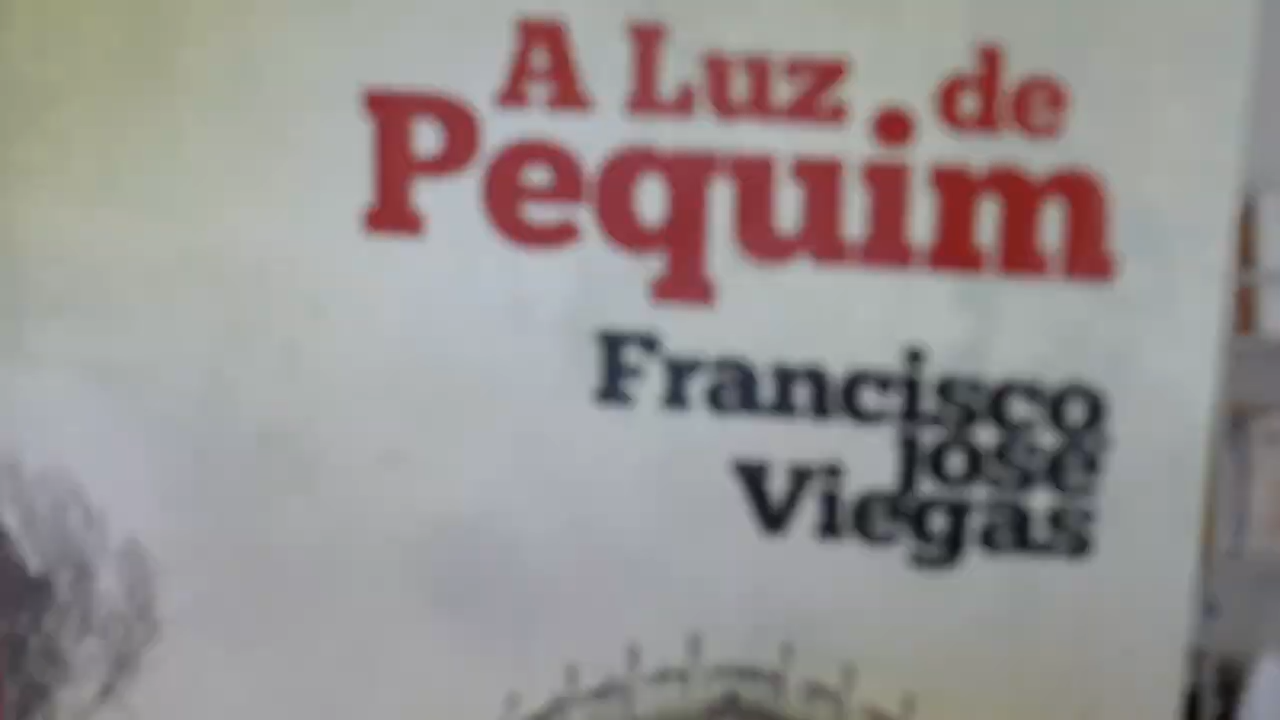 A Luz de
Pequim
Francisco
josé
Viegas